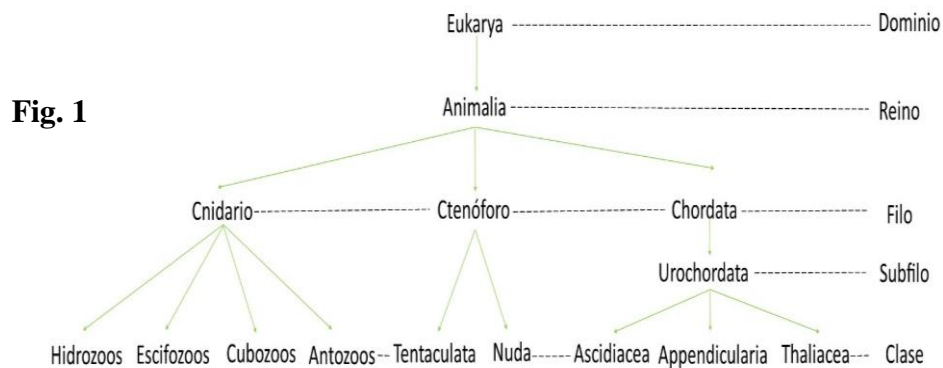 Eukarya Dominio
Fig. 1
Animalia Reino
Cnidario Ctenóforo Chordata Filo
Urochordata Subfilo
Hidrozoos Escifozoos Cubozoos Antozoos Tentaculata Nuda Ascidiacea Appendicularia Thaliacea Clase